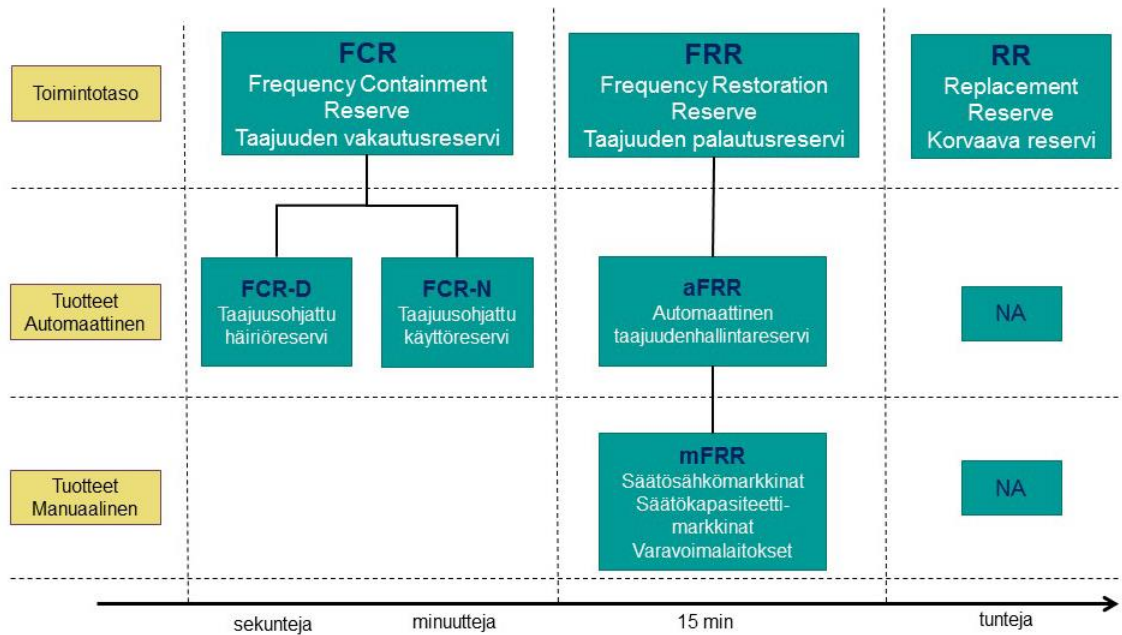 Toimintotaso
FCR
Frequency Containment
Reserve
Taajuuden vakautusreservi
FRR
Frequency Restoration
Reserve
Taajuuden palautusreservi
RR
Replacement
Reserve
Korvaava reservi
Tuotteet
Automaattinen
FCR-D
Taajuusohjattu
häiriöreservi
FCR-N
Taajuusohjattu
käyttöreservi
aFRR
Automaattinen
taajuudenhallintareservi
NA
Tuotteet
Manuaalinen
mFRR
Säätösähkömarkkinat
Säätökapasiteetti-
markkinat
Varavoimalaitokset
NA
sekunteja
minuutteja
15 min
tunteja